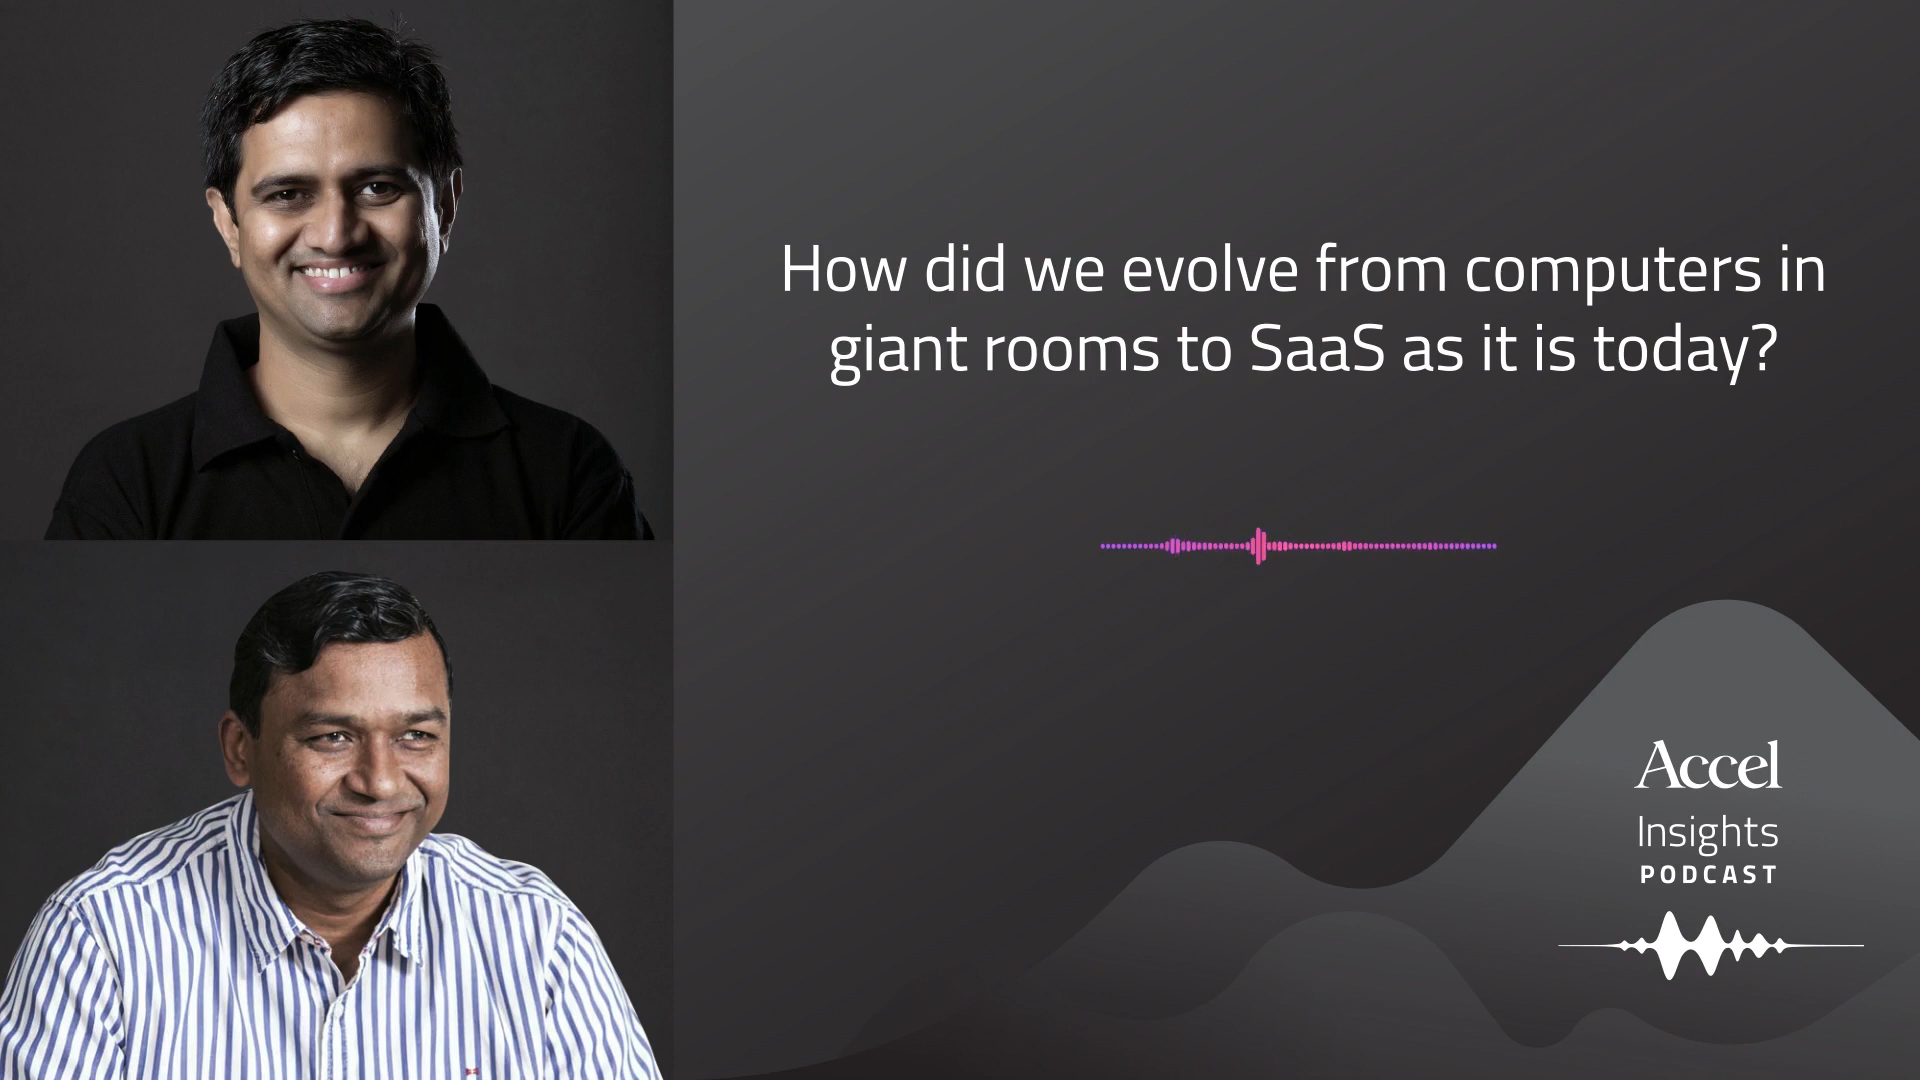 How did we evolve from computers in
giant rooms to SaaS as it is today?
Accel
Insights
PODCAST